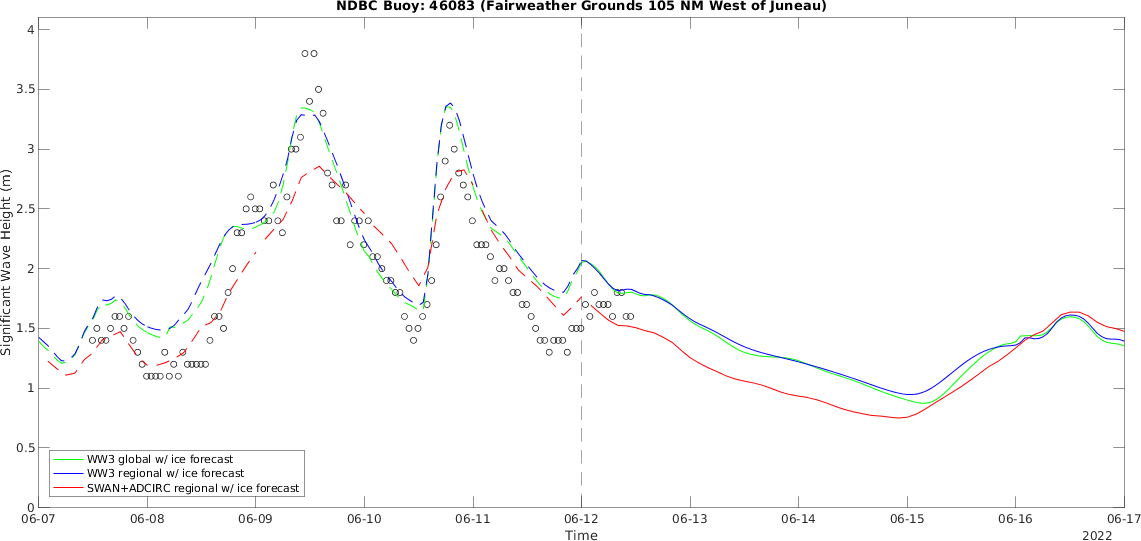 NDBC Buoy: 46083 (Fairweather Grounds 105 NM West of Juneau)
4
3.5
3
2.5
2
1.5
1
0.5
0
Significant Wave Height (m)
WW3 global w/ ice forecast
WW3 regional w/ ice forecast
SWAN+ADCIRC regional w/ ice forecast
06-07 06-08 06-09 06-10 06-11 06-12 06-13 06-14 06-15 06-16 06-17
Time
2022